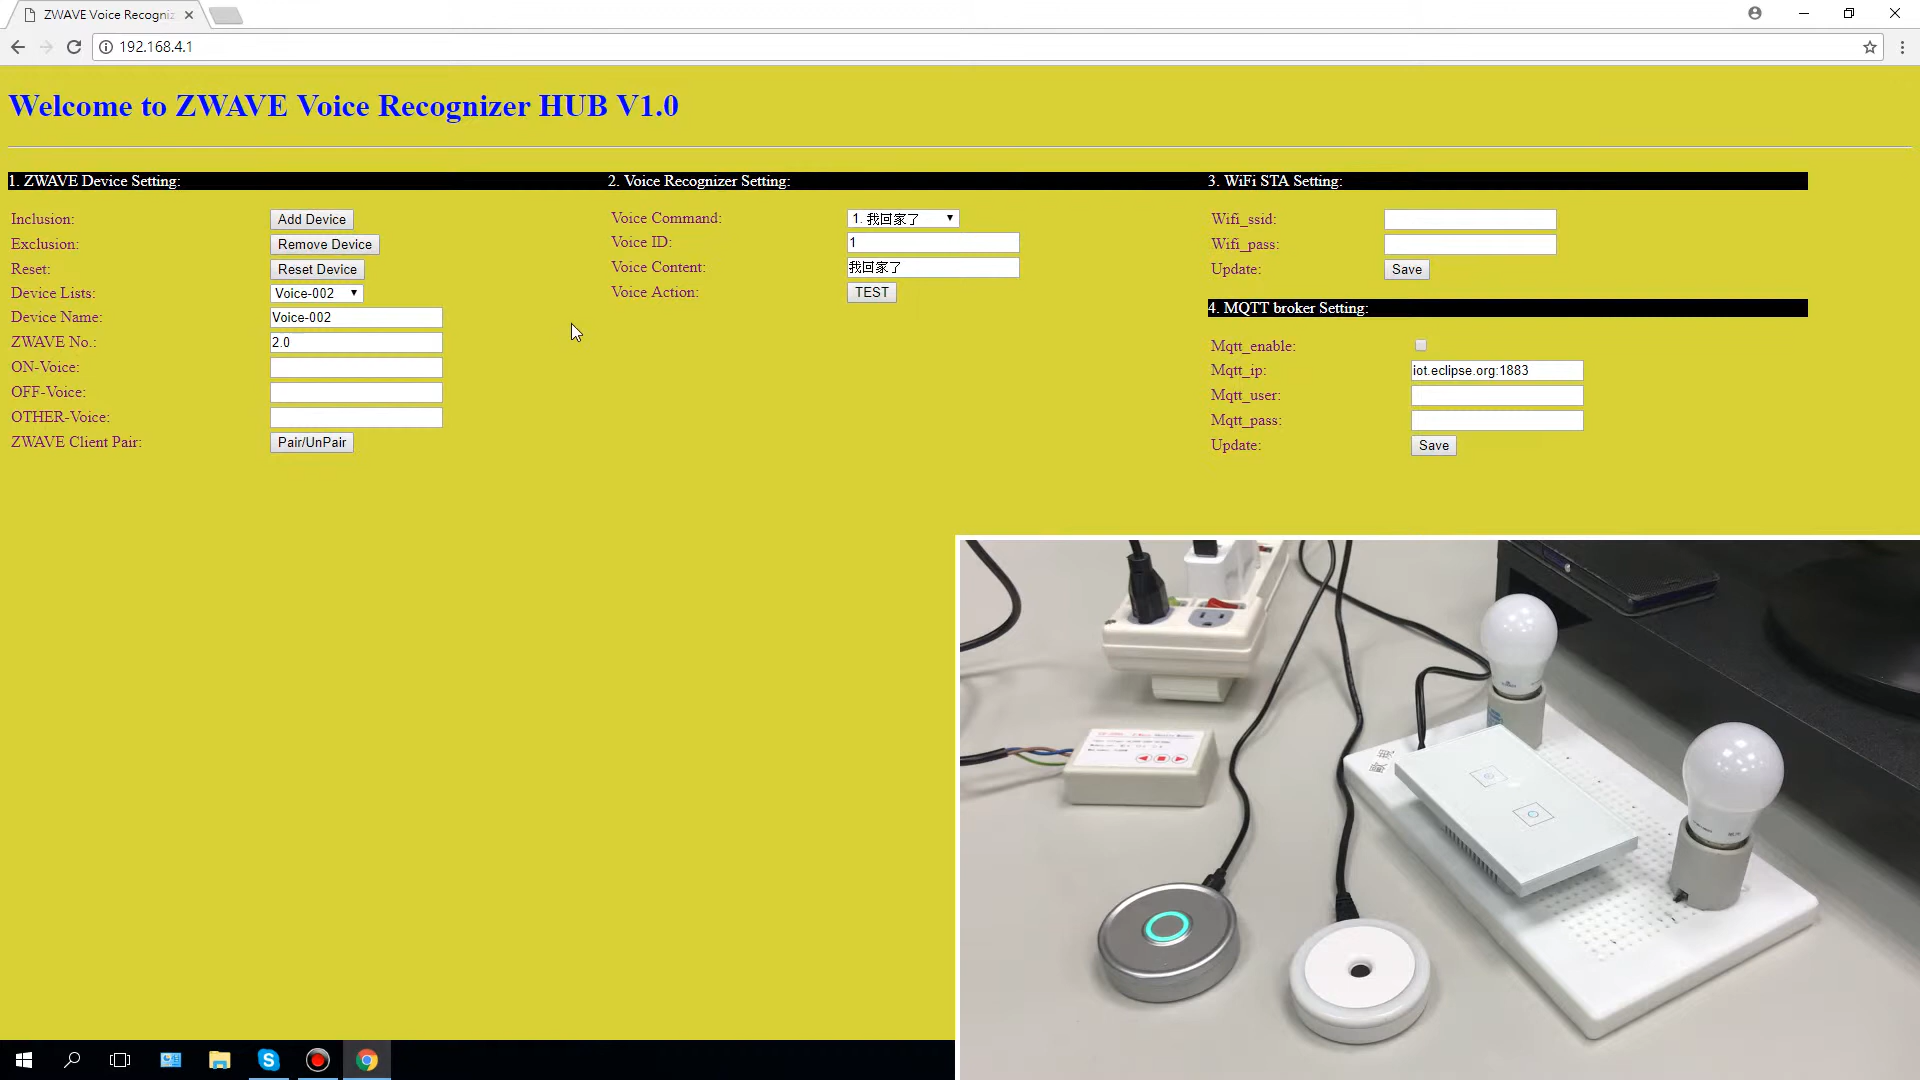 ZWAVE Voice Recogniz
192.168.4.1
Welcome to ZWAVE Voice Recognizer HUB V1.0
1. ZWAVE Device Setting:
Inclusion: Add Device
Exclusion: Remove Device
Reset: Reset Device
Device Lists: Voice-002
Device Name: Voice-002
ZWAVE No.: 2.0
ON-Voice:
OFF-Voice:
OTHER-Voice:
ZWAVE Client Pair: Pair/UnPair
2. Voice Recognizer Setting:
Voice Command: 1. 我回家了
Voice ID: 1
Voice Content: 我回家了
Voice Action: TEST
3. WiFi STA Setting:
Wifi_ssid:
Wifi_pass:
Update: Save
4. MQTT broker Setting:
Mqtt_enable:
Mqtt_ip: iot.eclipse.org:1883
Mqtt_user:
Mqtt_pass:
Update: Save